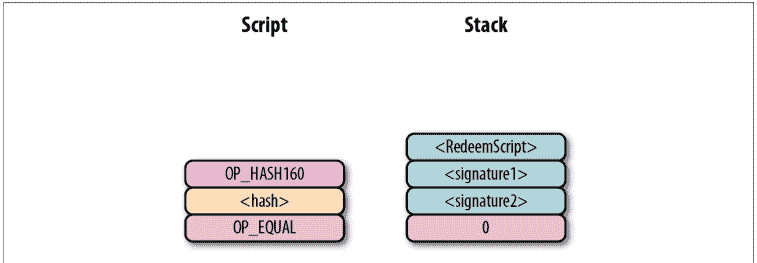 Script
Stack
<RedeemScript>
OP_HASH160
<signature1>
<hash>
<signature2>
OP_EQUAL
0